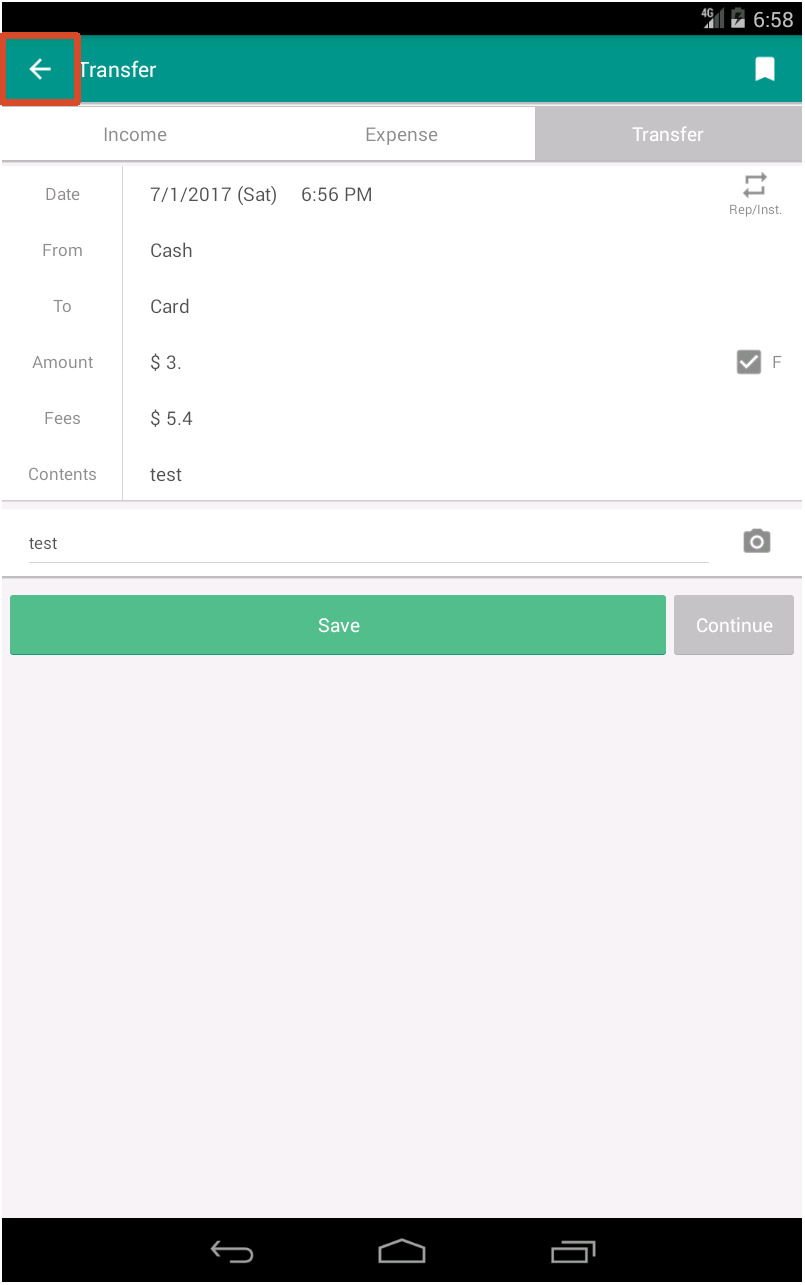 4G 6:58
Transfer
Income Expense Transfer
Date 7/1/2017 (Sat) 6:56 PM
Rep/Inst.
From Cash
To Card
Amount $ 3. F
Fees $ 5.4
Contents test
test
Save Continue